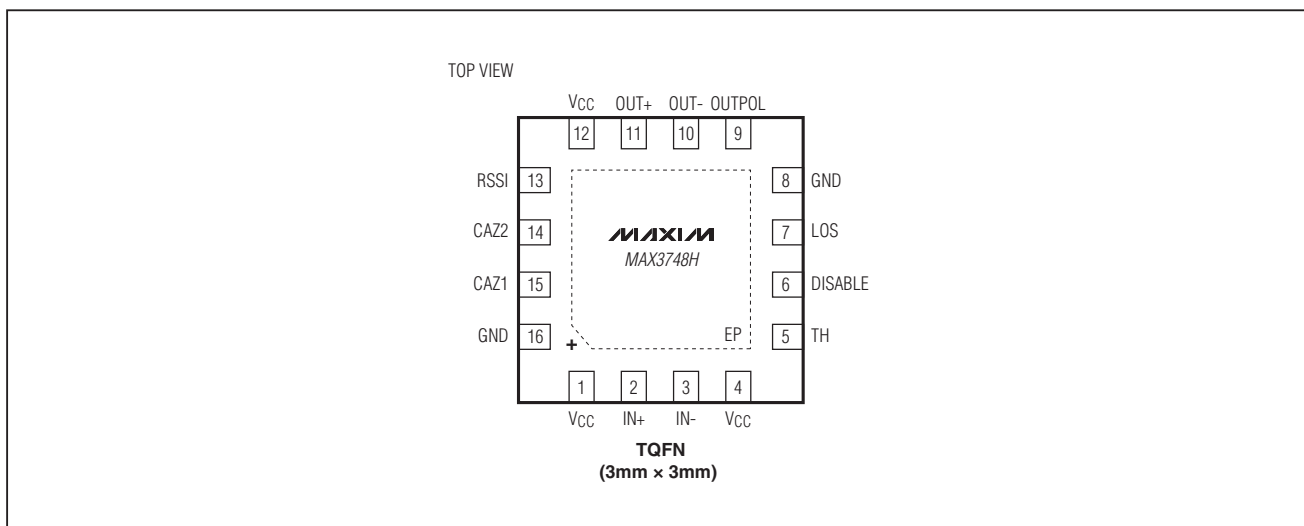 TOP VIEW
VCC OUT+ OUT- OUTPOL
12 11 10 9
RSSI 13 8 GND
CAZ2 14 MAXIM 7 LOS
MAX3748H
CAZ1 15 6 DISABLE
GND 16 + EP 5 TH
1 2 3 4
VCC IN+ IN- VCC
TQFN
(3mm × 3mm)